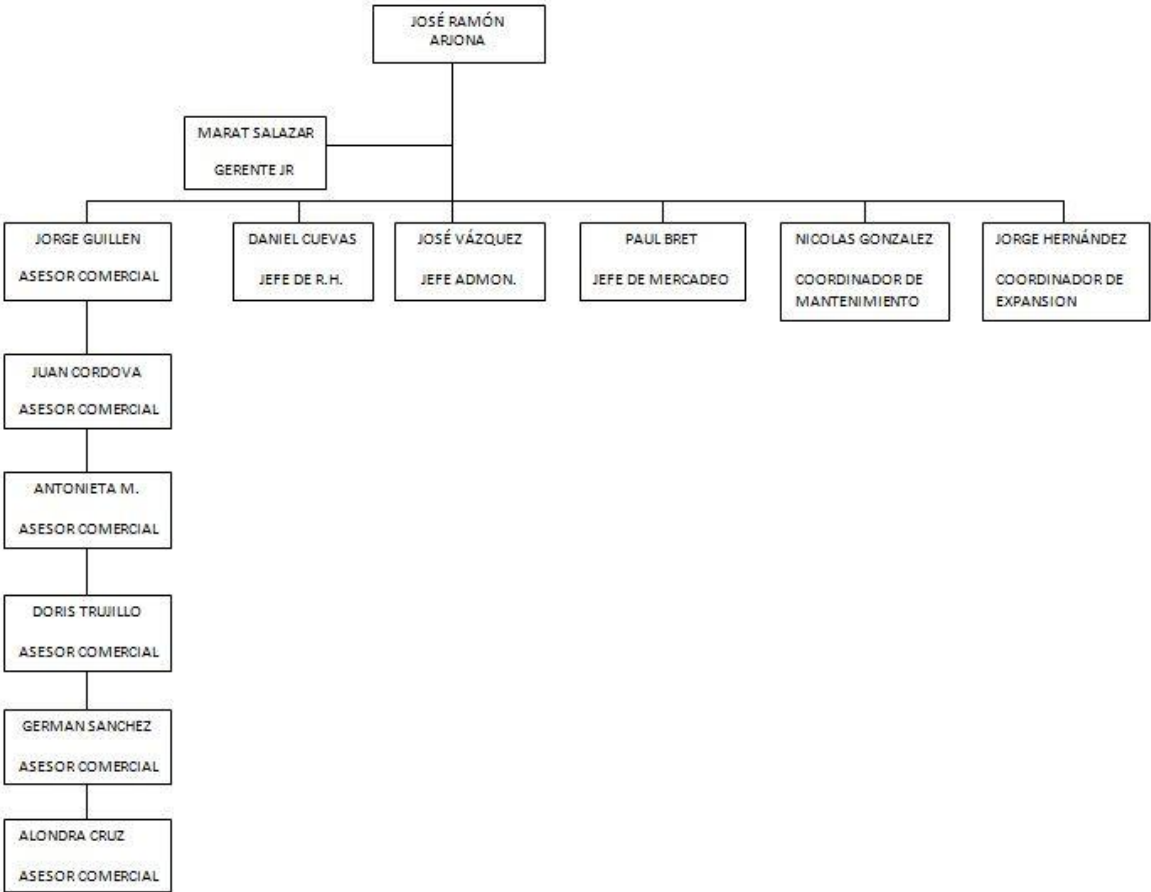 JOSÉ RAMÓN
ARJONA
MARAT SALAZAR
GERENTE JR
JORGE GUILLEN
ASESOR COMERCIAL
DANIEL CUEVAS
JEFE DE R.H.
JOSÉ VÁZQUEZ
JEFE ADMON.
PAUL BRET
JEFE DE MERCADEO
NICOLAS GONZALEZ
COORDINADOR DE
MANTENIMIENTO
JORGE HERNÁNDEZ
COORDINADOR DE
EXPANSION
JUAN CORDOVA
ASESOR COMERCIAL
ANTONIETA M.
ASESOR COMERCIAL
DORIS TRUJILLO
ASESOR COMERCIAL
GERMAN SANCHEZ
ASESOR COMERCIAL
ALONDRA CRUZ
ASESOR COMERCIAL